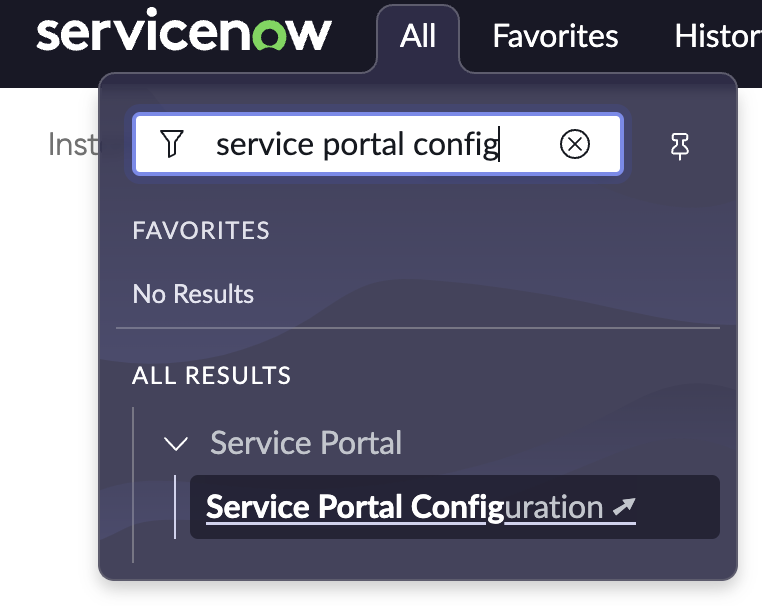 servicenow All Favorites Histor
Inst
service portal config
FAVORITES
No Results
ALL RESULTS
Service Portal
Service Portal Configuration